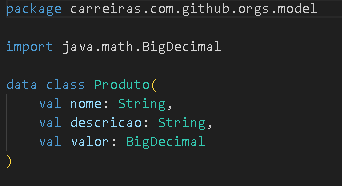 package carreiras.com.github.orgs.model
import java.math.BigDecimal
data class Produto(
    val nome: String,
    val descricao: String,
    val valor: BigDecimal
)